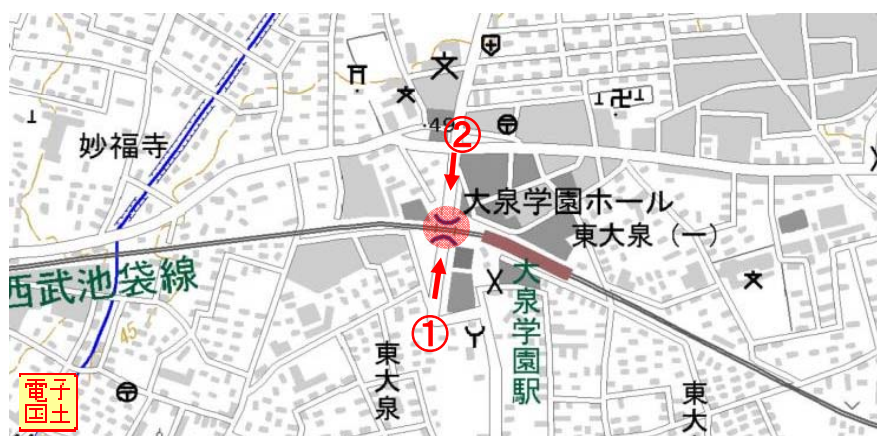 妙福寺
・49
②
大泉学園ホール
東大泉（一）
西武池袋線
大泉学園駅
①
45
東大泉
東大
電子
国土